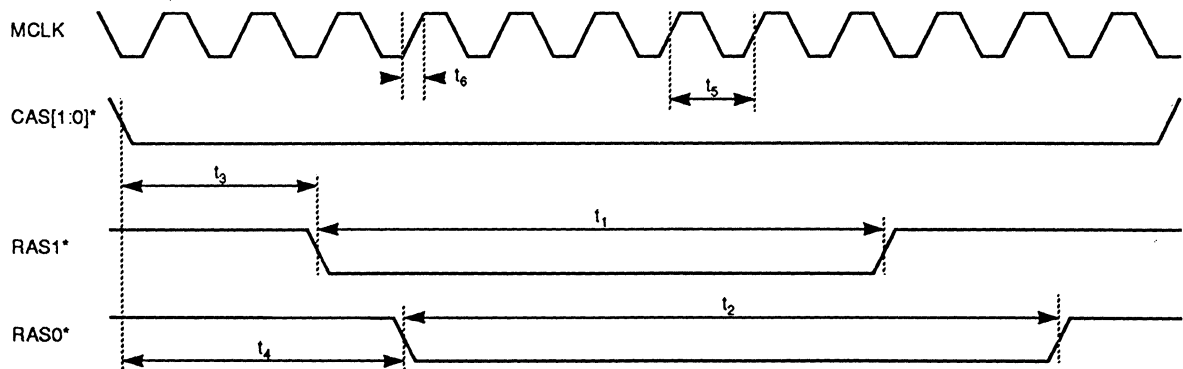 MCLK
t6
t5
CAS[1:0]*
t3
t1
RAS1*
t2
RAS0*
t4